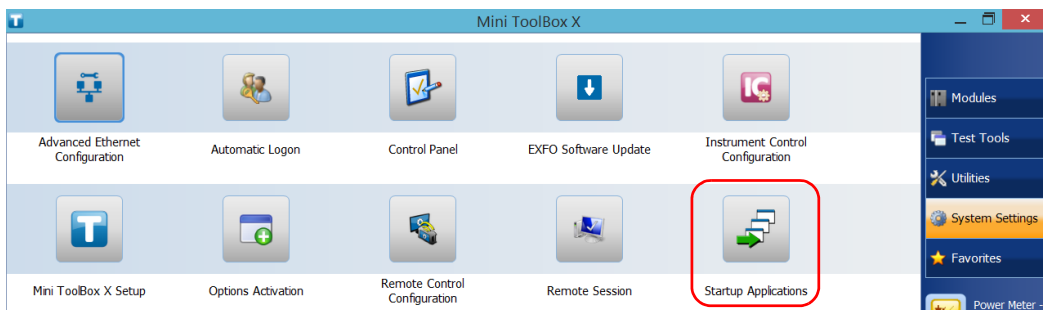 Mini ToolBox X
Advanced Ethernet
Configuration
Automatic Logon
Control Panel
EXFO Software Update
Instrument Control
Configuration
Mini ToolBox X Setup
Options Activation
Remote Control
Configuration
Remote Session
Startup Applications
Modules
Test Tools
Utilities
System Settings
Favorites
Power Meter -